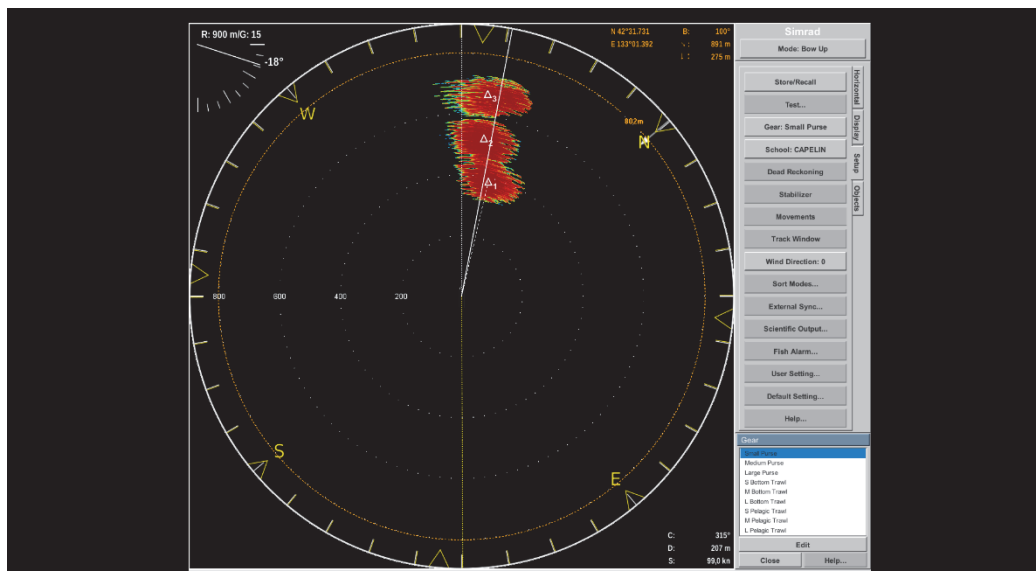 R: 900 m/G: 15
-18°
N 42°31.731 B: 100°
E 133°01.392 891 m
275 m
Simrad
Mode: Bow Up
Store/Recall
Test...
Gear: Small Purse
School: CAPELIN
Dead Reckoning
Stabilizer
Movements
Track Window
Wind Direction: 0
Sort Modes...
External Sync...
Scientific Output...
Fish Alarm...
User Setting...
Default Setting...
Help...
Horizontal
Display
Setup
Objects
W
3
802m
N
2
1
800 600 400 200
S
E
C: 315°
D: 207 m
S: 99,0 kn
Gear
Small Purse
Medium Purse
Large Purse
S Bottom Trawl
M Bottom Trawl
L Bottom Trawl
S Pelagic Trawl
M Pelagic Trawl
L Pelagic Trawl
Edit
Close Help...